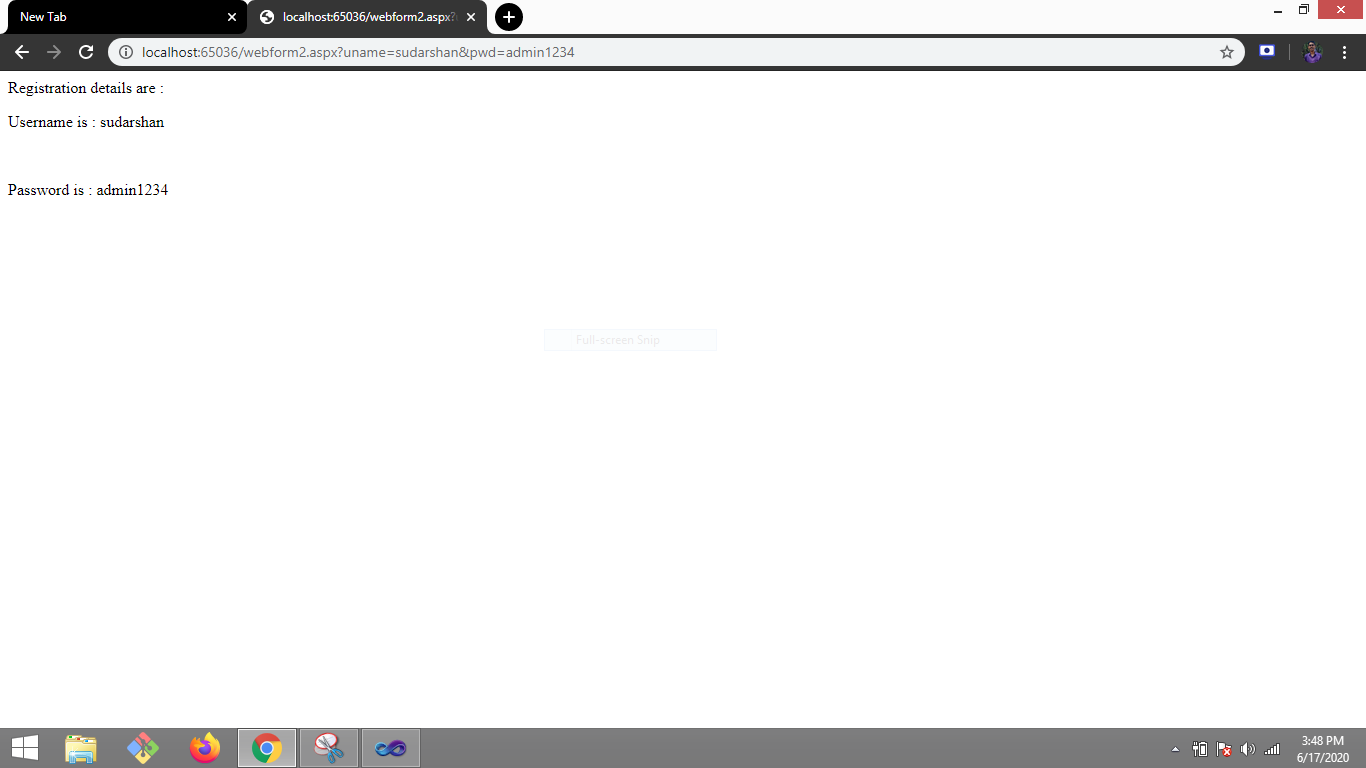 New Tab
localhost:65036/webform2.aspx?
localhost:65036/webform2.aspx?uname=sudarshan&pwd=admin1234
Registration details are :
Username is : sudarshan
Password is : admin1234
Full-screen Snip
3:48 PM
6/17/2020